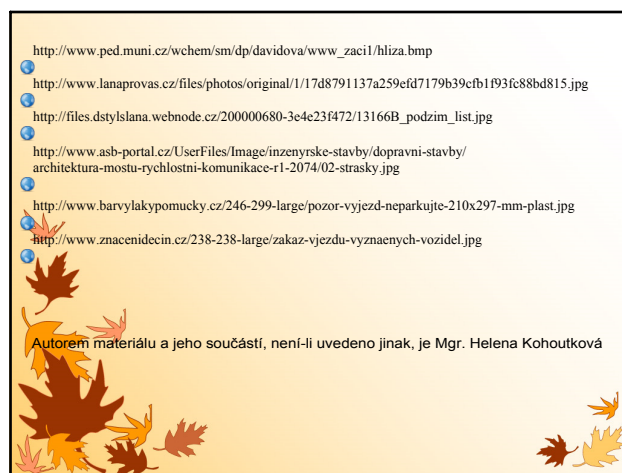 http://www.ped.muni.cz/wchem/sm/dp/davidova/www_zaci1/hliza.bmp
http://www.lanaprovas.cz/files/photos/original/1/17d8791137a259efd7179b39cfb1f93fc88bd815.jpg
http://files.dstylslana.webnode.cz/200000680-3e4e23f472/13166B_podzim_list.jpg
http://www.asb-portal.cz/UserFiles/Image/inzenyrske-stavby/dopravni-stavby/
architektura-mostu-rychlostni-komunikace-r1-2074/02-strasky.jpg
http://www.barvylakypomucky.cz/246-299-large/pozor-vyjezd-neparkujte-210x297-mm-plast.jpg
http://www.znacenidecin.cz/238-238-large/zakaz-vjezdu-vyznaenych-vozidel.jpg
Autorem materiálu a jeho součástí, není-li uvedeno jinak, je Mgr. Helena Kohoutková